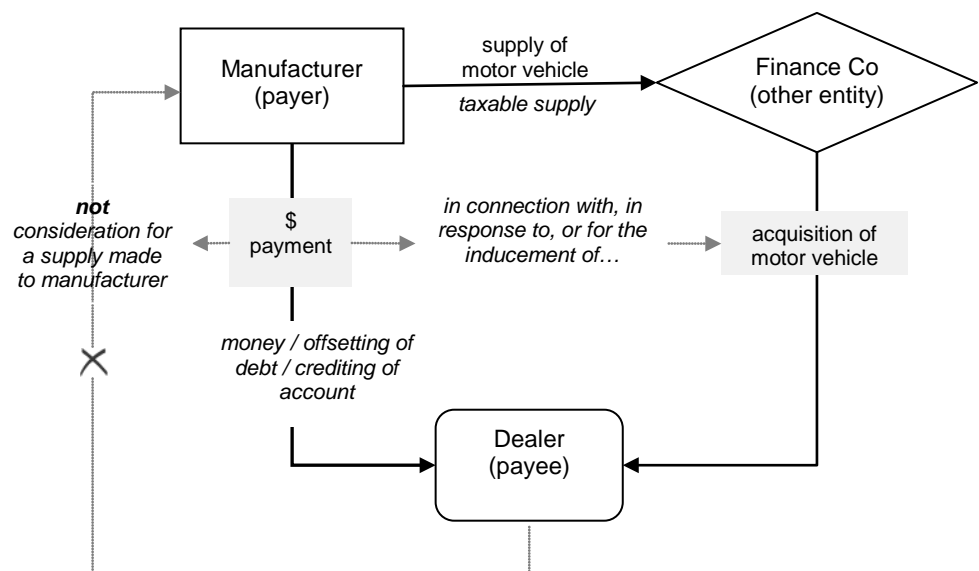 Manufacturer
(payer)
supply of
motor vehicle
taxable supply
Finance Co
(other entity)
not
consideration for
a supply made
to manufacturer
$
payment
in connection with, in
response to, or for the
inducement of…
acquisition of
motor vehicle
money / offsetting of
debt / crediting of
account
Dealer
(payee)